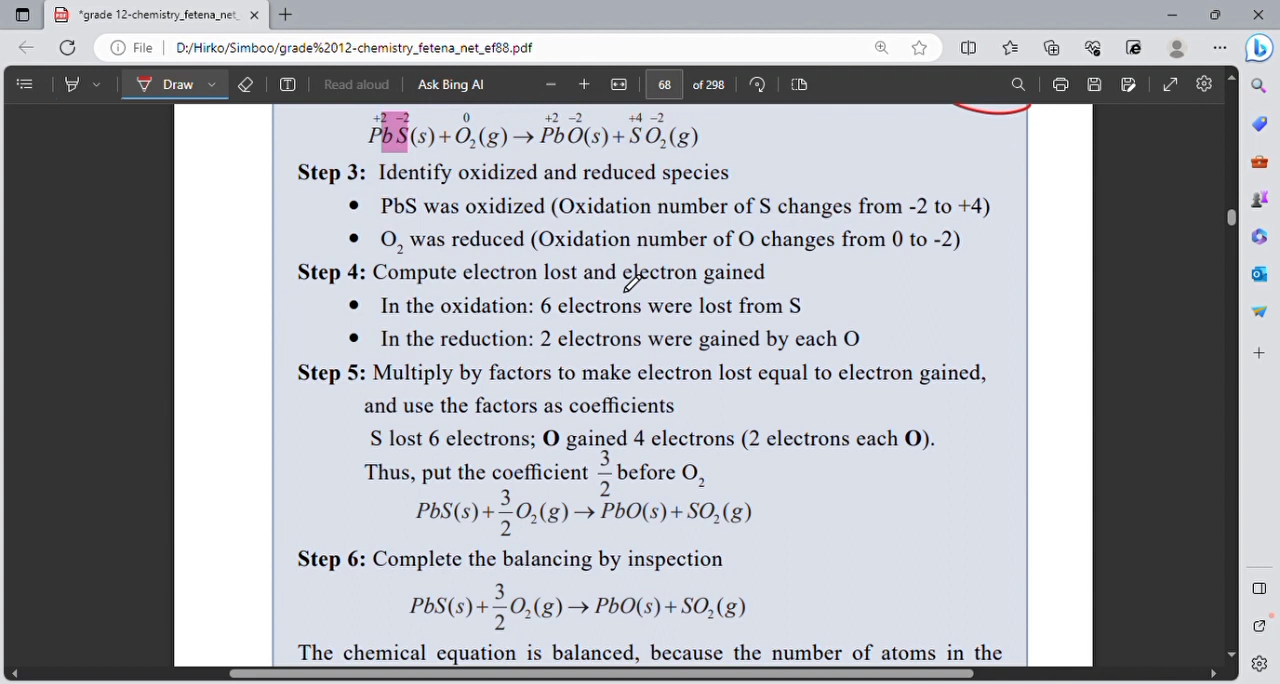 *grade 12-chemistry_fetena_net_
File
D:/Hirko/Simboo/grade%2012-chemistry_fetena_net_ef88.pdf
Draw
Read aloud
Ask Bing AI
68
of 298
+2 -2 0 +2 -2 +4 -2
PbS(s) + O2(g) → PbO(s) + SO2(g)
Step 3: Identify oxidized and reduced species
• PbS was oxidized (Oxidation number of S changes from -2 to +4)
• O2 was reduced (Oxidation number of O changes from 0 to -2)
Step 4: Compute electron lost and electron gained
• In the oxidation: 6 electrons were lost from S
• In the reduction: 2 electrons were gained by each O
Step 5: Multiply by factors to make electron lost equal to electron gained,
and use the factors as coefficients
S lost 6 electrons; O gained 4 electrons (2 electrons each O).
Thus, put the coefficient 3/2 before O2
PbS(s) + 3/2 O2(g) → PbO(s) + SO2(g)
Step 6: Complete the balancing by inspection
PbS(s) + 3/2 O2(g) → PbO(s) + SO2(g)
The chemical equation is balanced, because the number of atoms in the